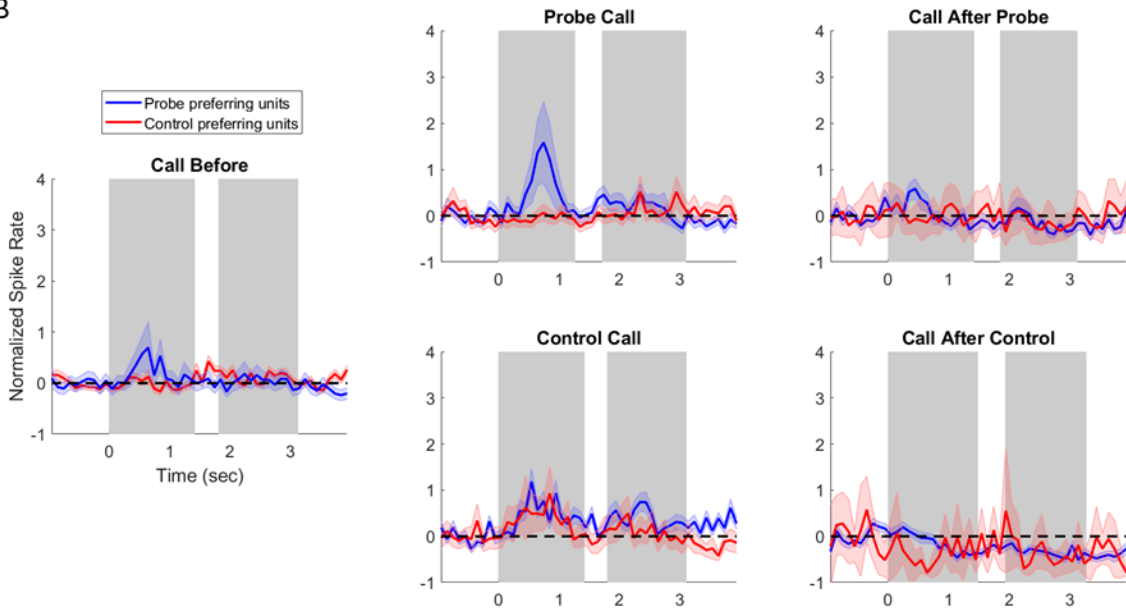 B
Probe preferring units
Control preferring units
Call Before
Normalized Spike Rate
4
3
2
1
0
-1
0 1 2 3
Time (sec)
Probe Call
4
3
2
1
0
-1
0 1 2 3
Call After Probe
4
3
2
1
0
-1
0 1 2 3
Control Call
4
3
2
1
0
-1
0 1 2 3
Call After Control
4
3
2
1
0
-1
0 1 2 3